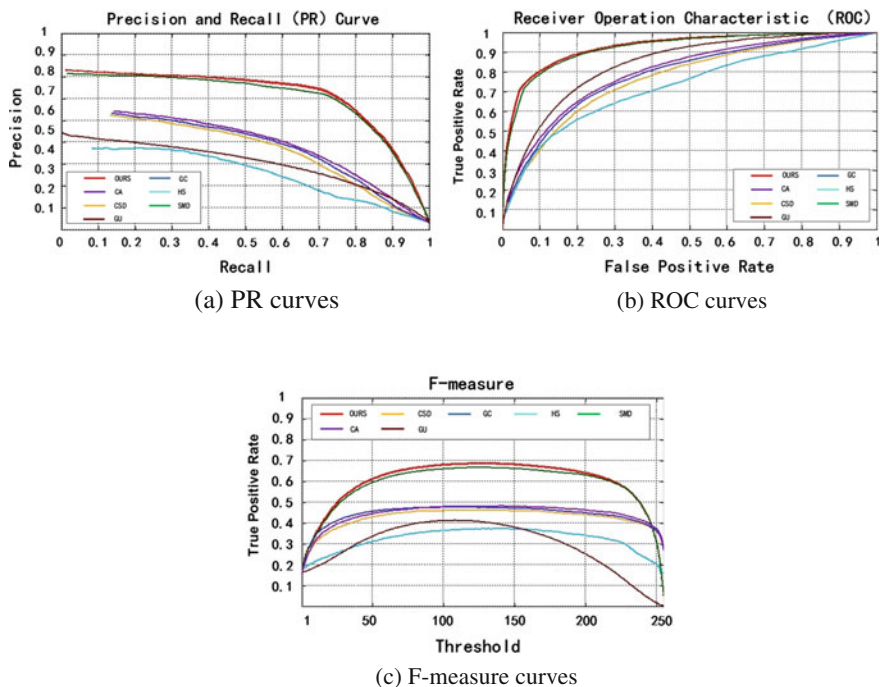 Precision and Recall (PR) Curve
1
0.9
0.8
0.7
0.6
0.5
0.4
0.3
0.2
0.1
Precision
OURS GC
CA HS
CSD SMD
GU
0 0.1 0.2 0.3 0.4 0.5 0.6 0.7 0.8 0.9 1
Recall
(a) PR curves
Receiver Operation Characteristic (ROC)
1
0.9
0.8
0.7
0.6
0.5
0.4
0.3
0.2
0.1
True Positive Rate
OURS GC
CA HS
CSD SMD
GU
0 0.1 0.2 0.3 0.4 0.5 0.6 0.7 0.8 0.9 1
False Positive Rate
(b) ROC curves
F-measure
1
0.9
0.8
0.7
0.6
0.5
0.4
0.3
0.2
0.1
True Positive Rate
OURS CSD GC HS SMD
CA GU
1 50 100 150 200 250
Threshold
(c) F-measure curves